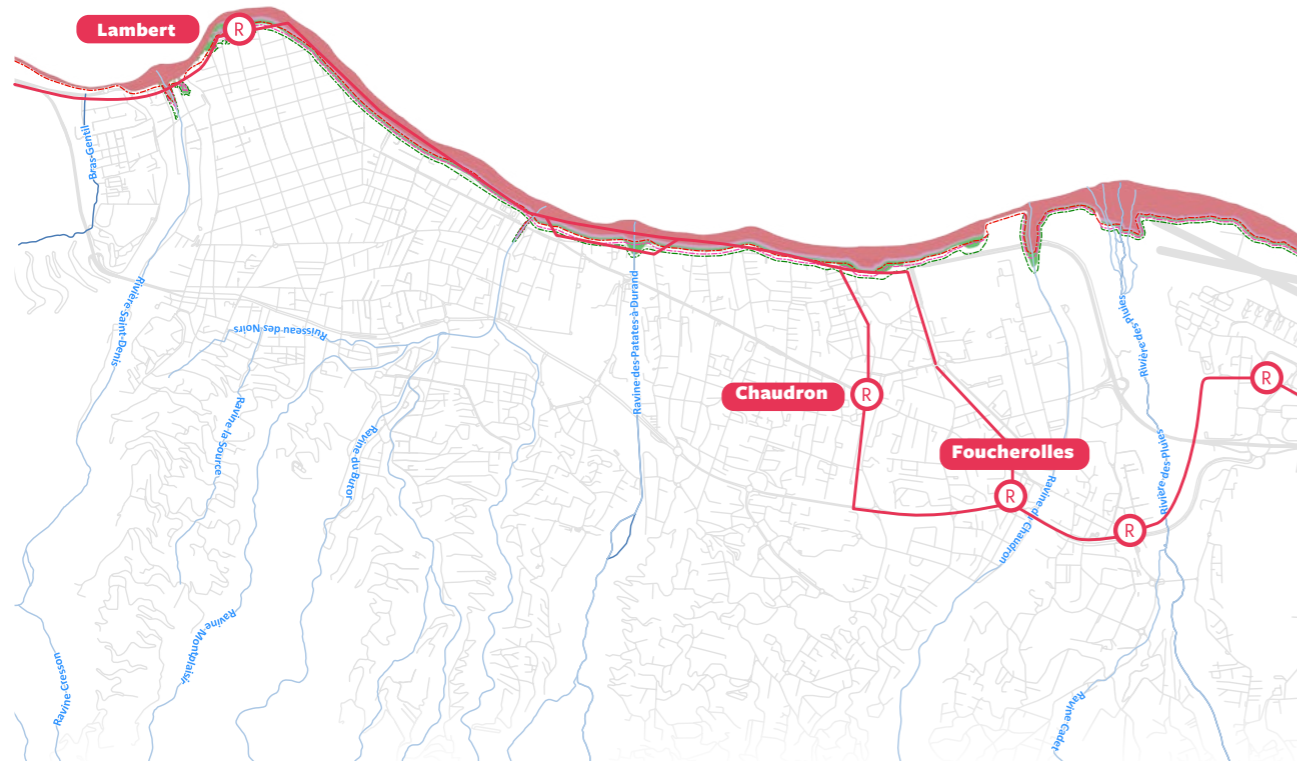 Lambert
R
Bras Gentil
Rivière Saint-Denis
Ruisseau des Noirs
Ravine des Patates à Durand
Rivière des Pluies
R
Chaudron
R
Ravine la Source
Ravine du Butor
Foucherolles
R
Ravine du Chaudron
Rivière des Pluies
R
Ravine Montplaisir
Ravine Cresson
Ravine Cadet